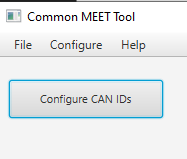 Common MEET Tool
File Configure Help
Configure CAN IDs